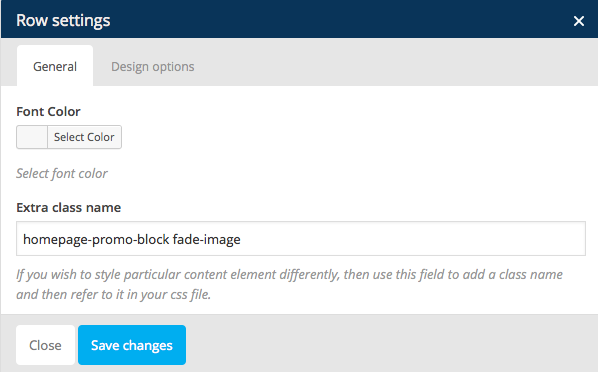 Row settings ×
General Design options
Font Color
Select Color
Select font color
Extra class name
homepage-promo-block fade-image
If you wish to style particular content element differently, then use this field to add a class name
and then refer to it in your css file.
Close Save changes